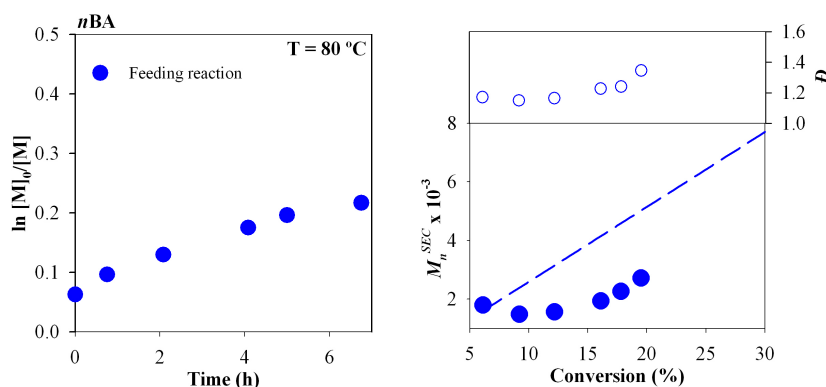 nBA
T = 80 ºC
Feeding reaction
0.5
0.4
0.3
0.2
0.1
0.0
ln [M]0/[M]
0 2 4 6
Time (h)
1.6
1.4
1.2
1.0
Đ
8
6
4
2
Mn^SEC x 10^-3
5 10 15 20 25 30
Conversion (%)